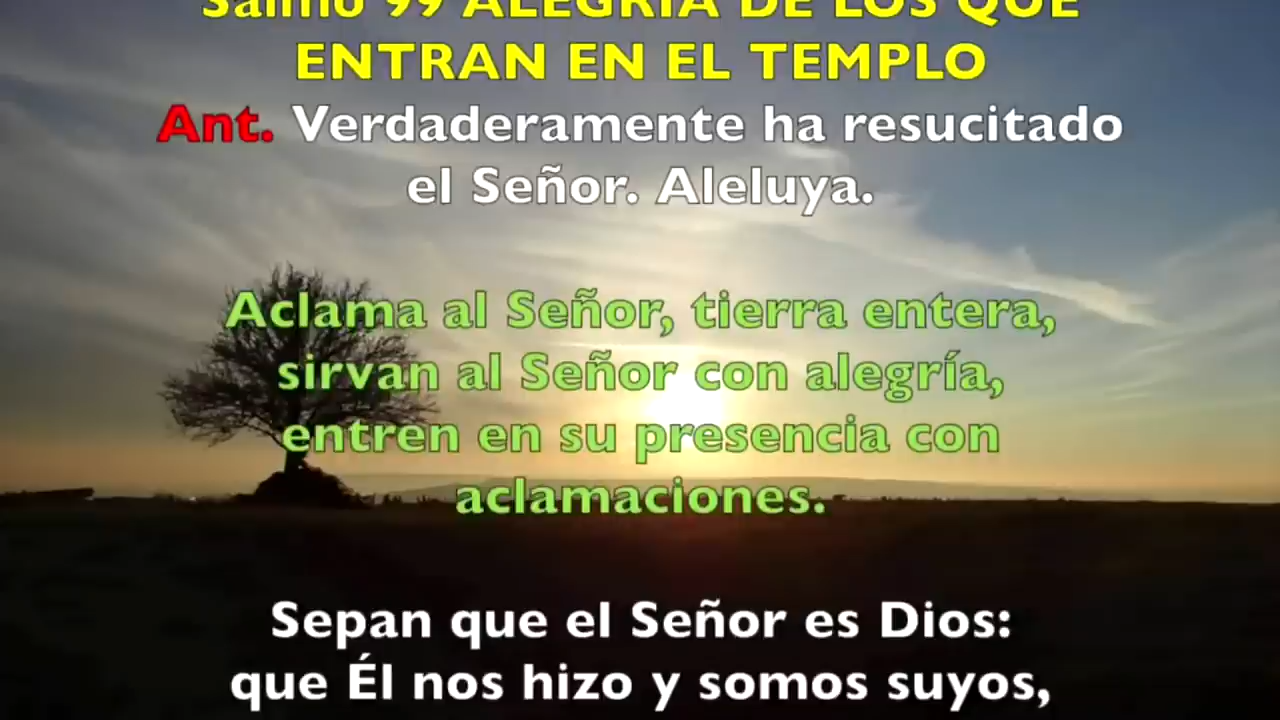 Salmo 99 ALEGRÍA DE LOS QUE
ENTRAN EN EL TEMPLO
Ant. Verdaderamente ha resucitado
el Señor. Aleluya.
Aclama al Señor, tierra entera,
sirvan al Señor con alegría,
entren en su presencia con
aclamaciones.
Sepan que el Señor es Dios:
que Él nos hizo y somos suyos,